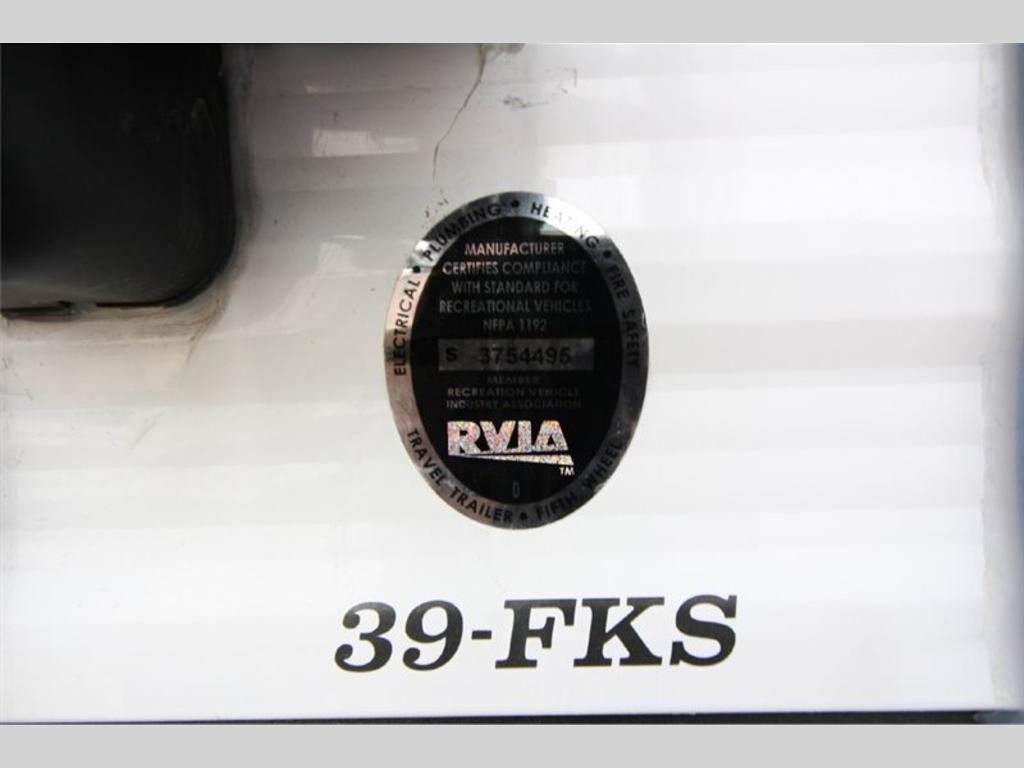 ELECTRICAL • PLUMBING • HEATING • FIRE SAFETY
MANUFACTURER
CERTIFIES COMPLIANCE
WITH STANDARD FOR
RECREATIONAL VEHICLES
NFPA 1192
S 3754495
MEMBER
RECREATION VEHICLE
INDUSTRY ASSOCIATION
RVIA
TM
D
TRAVEL TRAILER • FIFTH WHEEL
39-FKS